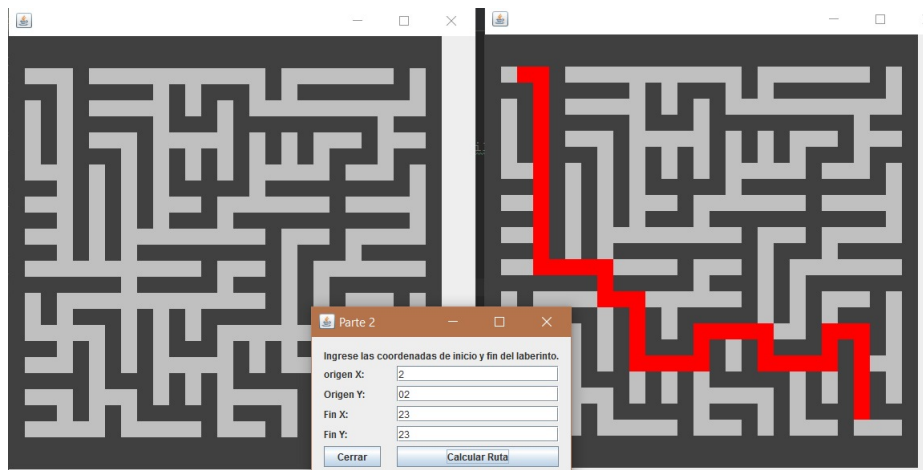 Parte 2
Ingrese las coordenadas de inicio y fin del laberinto.
origen X: 2
Origen Y: 02
Fin X: 23
Fin Y: 23
Cerrar Calcular Ruta